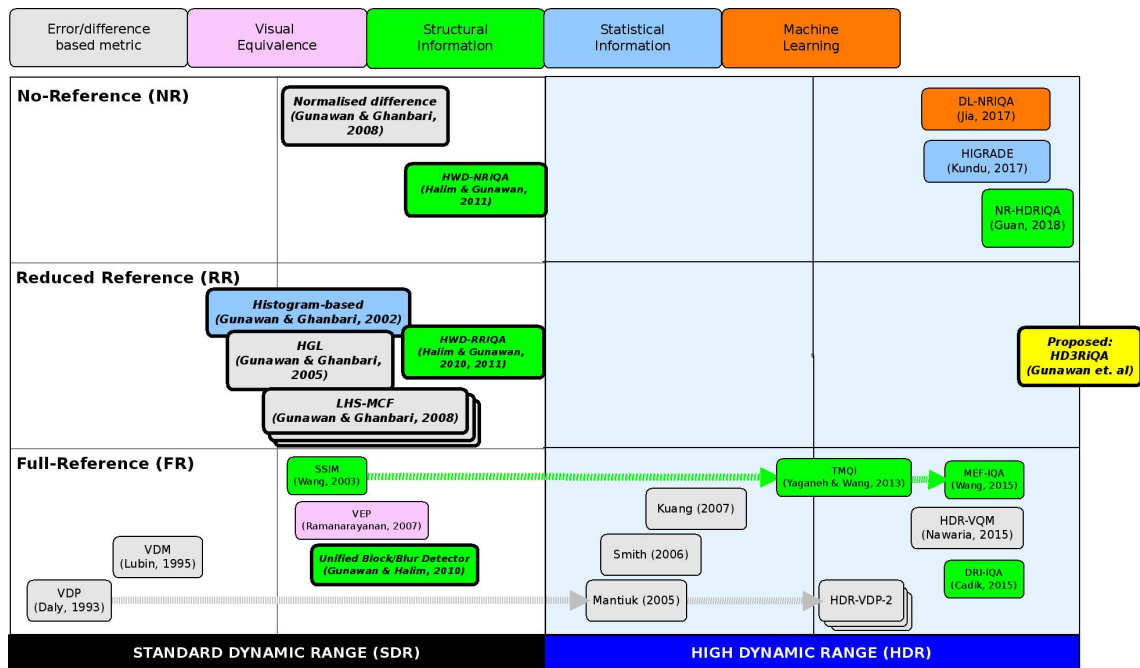 Error/difference
based metric
Visual
Equivalence
Structural
Information
Statistical
Information
Machine
Learning
No-Reference (NR)
Normalised difference
(Gunawan & Ghanbari,
2008)
HWD-NRIQA
(Halim & Gunawan,
2011)
DL-NRIQA
(Jia, 2017)
HIGRADE
(Kundu, 2017)
NR-HDRIQA
(Guan, 2018)
Reduced Reference (RR)
Histogram-based
(Gunawan & Ghanbari, 2002)
HGL
(Gunawan & Ghanbari,
2005)
HWD-RRIQA
(Halim & Gunawan,
2010, 2011)
LHS-MCF
(Gunawan & Ghanbari, 2008)
Proposed:
HD3RiQA
(Gunawan et. al)
Full-Reference (FR)
SSIM
(Wang, 2003)
TMQI
(Yaganeh & Wang, 2013)
MEF-IQA
(Wang, 2015)
VEP
(Ramanarayanan, 2007)
Kuang (2007)
HDR-VQM
(Nawaria, 2015)
VDM
(Lubin, 1995)
Unified Block/Blur Detector
(Gunawan & Halim, 2010)
Smith (2006)
DRI-IQA
(Cadik, 2015)
VDP
(Daly, 1993)
Mantiuk (2005)
HDR-VDP-2
STANDARD DYNAMIC RANGE (SDR)
HIGH DYNAMIC RANGE (HDR)